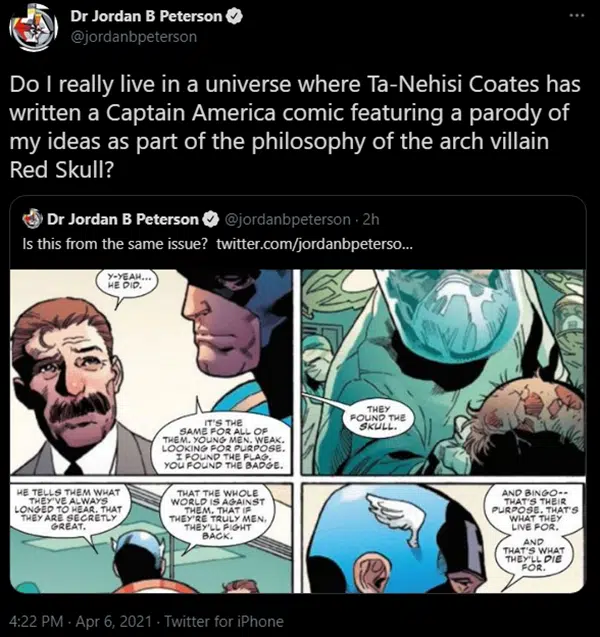 Dr Jordan B Peterson
@jordanbpeterson
Do I really live in a universe where Ta-Nehisi Coates has
written a Captain America comic featuring a parody of
my ideas as part of the philosophy of the arch villain
Red Skull?
Dr Jordan B Peterson @jordanbpeterson · 2h
Is this from the same issue? twitter.com/jordanbpeterso...
Y-YEAH...
HE DID.
IT'S THE
SAME FOR ALL OF
THEM. YOUNG MEN. WEAK.
LOOKING FOR PURPOSE.
I FOUND THE FLAG.
YOU FOUND THE BADGE.
THEY
FOUND THE
SKULL.
HE TELLS THEM WHAT
THEY'VE ALWAYS
LONGED TO HEAR. THAT
THEY ARE SECRETLY
GREAT.
THAT THE WHOLE
WORLD IS AGAINST
THEM. THAT IF
THEY'RE TRULY MEN,
THEY'LL FIGHT
BACK.
AND BINGO--
THAT'S THEIR
PURPOSE. THAT'S
WHAT THEY
LIVE FOR.
AND
THAT'S WHAT
THEY'LL DIE
FOR.
4:22 PM · Apr 6, 2021 · Twitter for iPhone